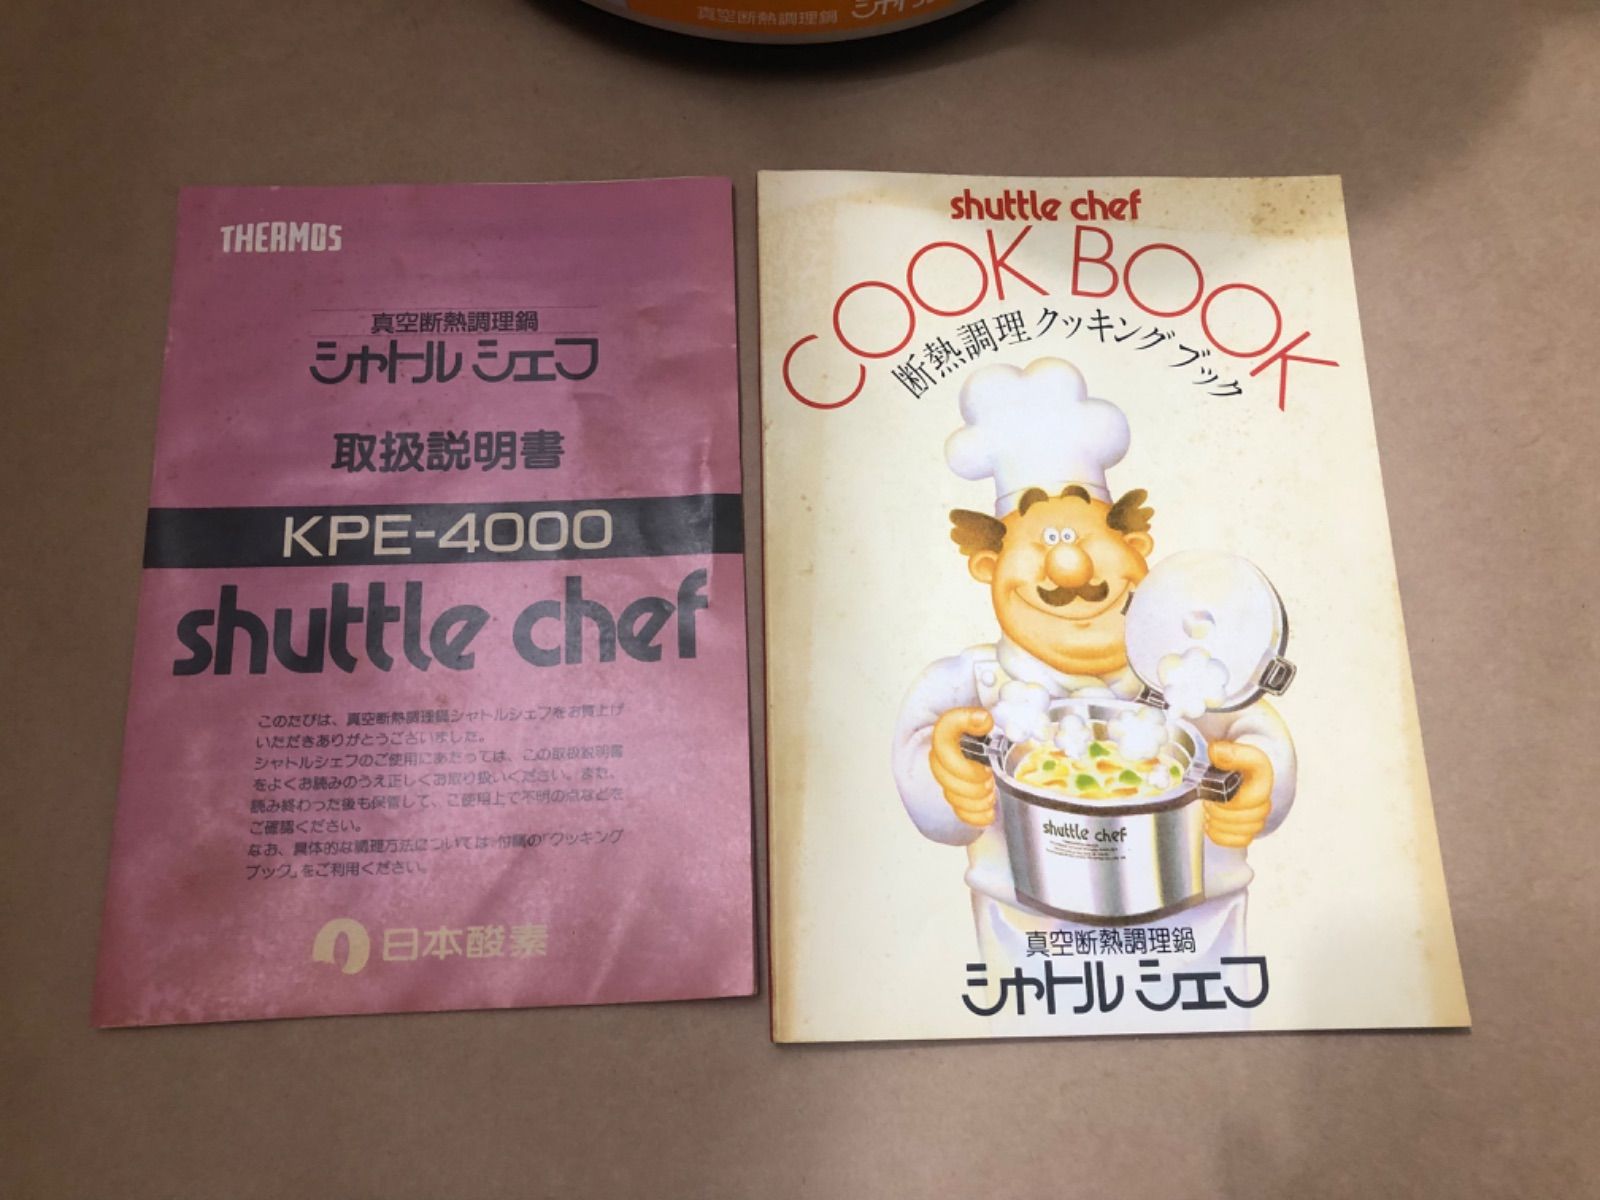 真空断熱調理鍋 シャトル
THERMOS
真空断熱調理鍋
シャトル シェフ
取扱説明書
KPE-4000
shuttle chef
このたびは、真空断熱調理鍋シャトルシェフをお買上げ
いただきありがとうございました。
シャトルシェフのご使用にあたっては、この取扱説明書
をよくお読みのうえ正しくお取り扱いください。また、
読み終わった後も保管して、ご使用上で不明の点などを
ご確認ください。
なお、具体的な調理方法については付属の「クッキング
ブック」をご利用ください。
日本酸素
shuttle chef
COOK BOOK
断熱調理クッキングブック
shuttle chef
真空断熱調理鍋
シャトル シェフ